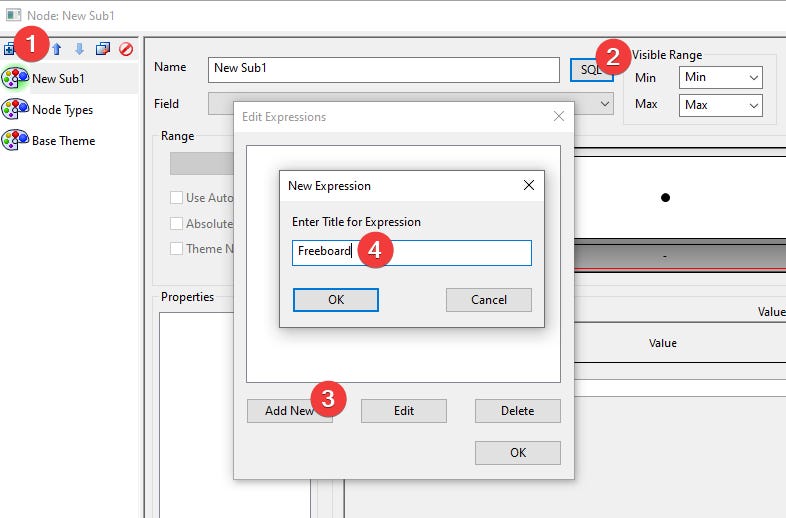 Node: New Sub1
1
New Sub1
Node Types
Base Theme
Name
New Sub1
SQL
2
Visible Range
Min
Min
Max
Max
Field
Edit Expressions
Range
Use Auto
Absolute
Theme N
New Expression
Enter Title for Expression
Freeboard
4
OK
Cancel
-
Properties
Value
Value
3
Add New
Edit
Delete
OK